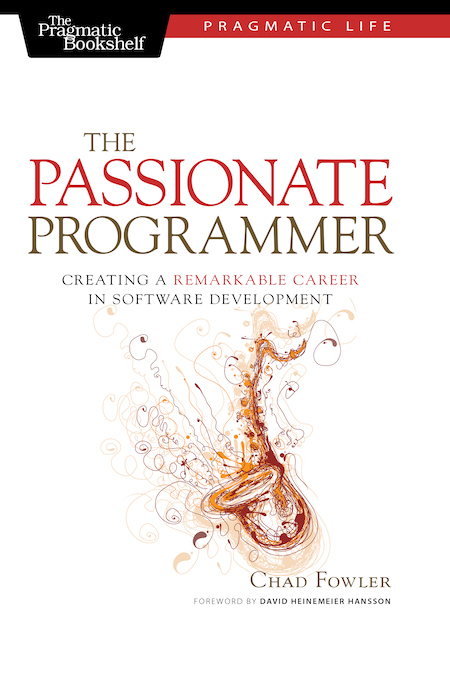 The
Pragmatic
Bookshelf
PRAGMATIC LIFE
THE
PASSIONATE
PROGRAMMER
CREATING A REMARKABLE CAREER
IN SOFTWARE DEVELOPMENT
CHAD FOWLER
FOREWORD BY DAVID HEINEMEIER HANSSON